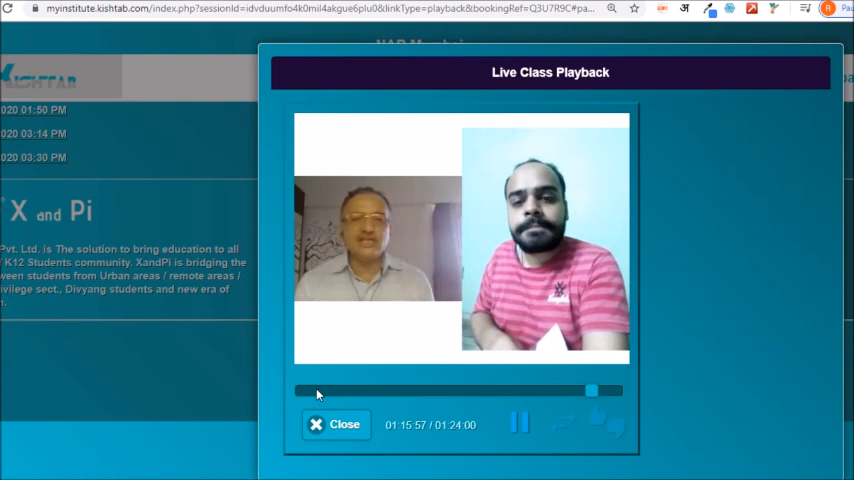 myinstitute.kishtab.com/index.php?sessionId=idvduumfo4k0mil4akgue6plu0&linkType=playback&bookingRef=Q3U7R9C#pa...
अ
R
Pau
Live Class Playback
KISHTAB
020 01:50 PM
020 03:14 PM
020 03:30 PM
X and Pi
Pvt. Ltd. is The solution to bring education to all
f K12 Students community. XandPi is bridging the
ween students from Urban areas / remote areas /
ivilege sect., Divyang students and new era of
n.
Close
01:15:57 / 01:24:00